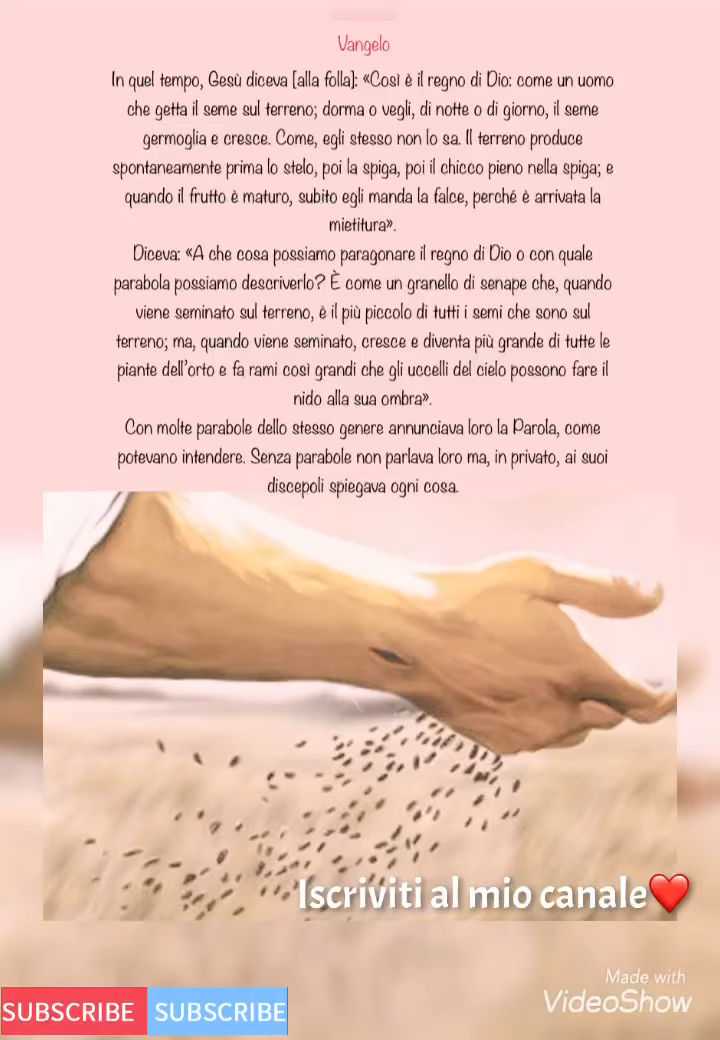 Vangelo
In quel tempo, Gesù diceva [alla folla]: «Così è il regno di Dio: come un uomo
che getta il seme sul terreno; dorma o vegli, di notte o di giorno, il seme
germoglia e cresce. Come, egli stesso non lo sa. Il terreno produce
spontaneamente prima lo stelo, poi la spiga, poi il chicco pieno nella spiga; e
quando il frutto è maturo, subito egli manda la falce, perché è arrivata la
mietitura».
Diceva: «A che cosa possiamo paragonare il regno di Dio o con quale
parabola possiamo descriverlo? È come un granello di senape che, quando
viene seminato sul terreno, è il più piccolo di tutti i semi che sono sul
terreno; ma, quando viene seminato, cresce e diventa più grande di tutte le
piante dell'orto e fa rami così grandi che gli uccelli del cielo possono fare il
nido alla sua ombra».
Con molte parabole dello stesso genere annunciava loro la Parola, come
potevano intendere. Senza parabole non parlava loro ma, in privato, ai suoi
discepoli spiegava ogni cosa.
Iscriviti al mio canale❤️
Made with
VideoShow
SUBSCRIBE SUBSCRIBE